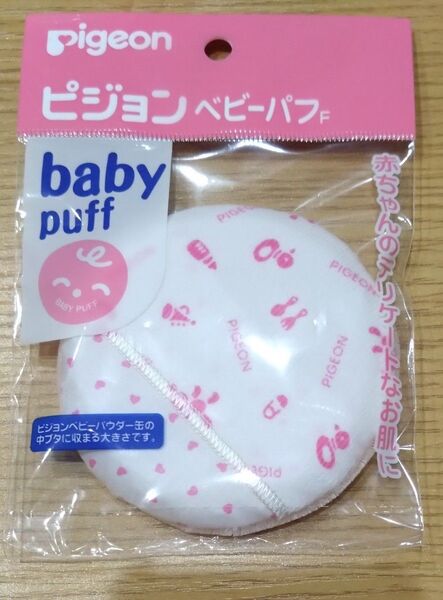 pigeon
ピジョン ベビーパフF
baby
puff
BABY PUFF
赤ちゃんのデリケートなお肌に
PIGEON
PIGEON
PIGEON
PIGEON
PIGEON
ピジョンベビーパウダー缶の
中ブタに収まる大きさです。